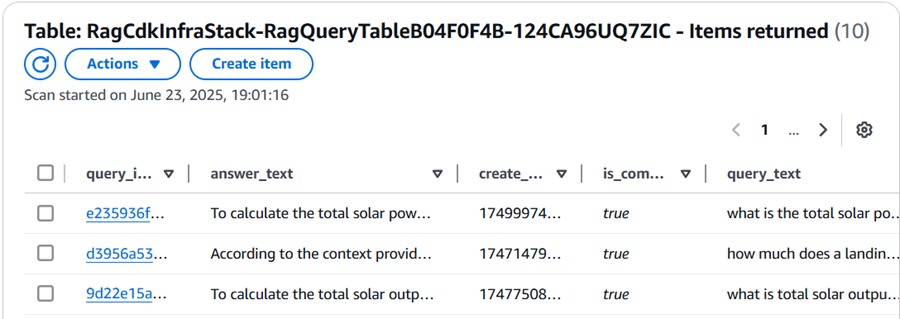 Table: RagCdkInfraStack-RagQueryTableB04F0F4B-124CA96UQ7ZIC - Items returned (10)
Actions Create item
Scan started on June 23, 2025, 19:01:16
1 ...
query_i... answer_text create_... is_com... query_text
e235936f... To calculate the total solar pow... 17499974... true what is the total solar po...
d3956a53... According to the context provid... 17471479... true how much does a landin...
9d22e15a... To calculate the total solar outp... 17477508... true what is total solar outpu...